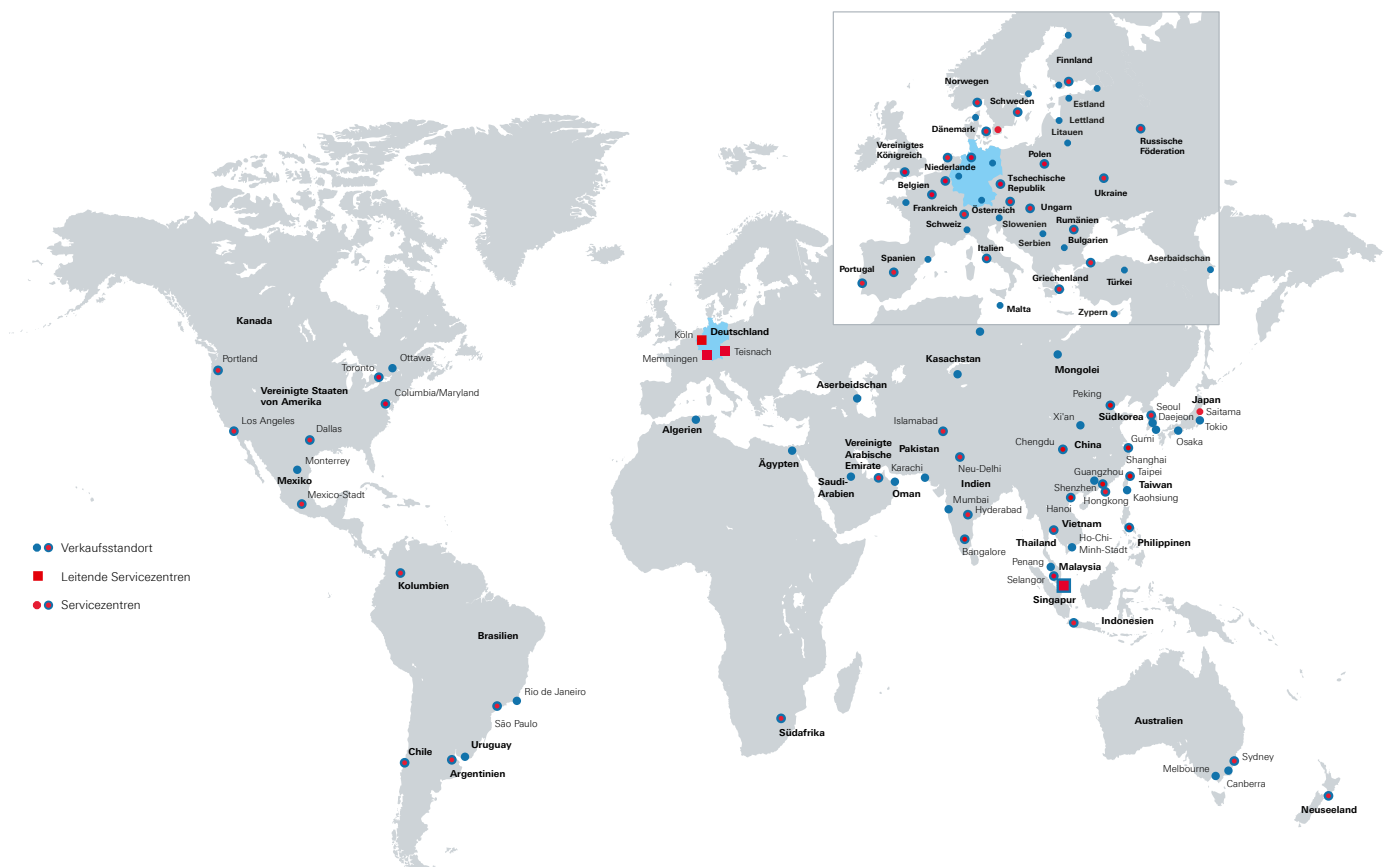 Finnland
Norwegen
Schweden
Estland
Dänemark
Lettland
Litauen
Russische
Föderation
Vereinigtes
Königreich
Polen
Niederlande
Tschechische
Republik
Belgien
Ukraine
Frankreich
Österreich
Ungarn
Schweiz
Slowenien
Rumänien
Serbien
Bulgarien
Italien
Spanien
Aserbaidschan
Portugal
Griechenland
Türkei
Malta
Zypern
Kanada
Köln
Deutschland
Memmingen
Teisnach
Portland
Toronto
Ottawa
Vereinigte Staaten
von Amerika
Columbia/Maryland
Los Angeles
Dallas
Monterrey
Mexiko
Mexico-Stadt
Kasachstan
Mongolei
Aserbeidschan
Algerien
Ägypten
Islamabad
Pakistan
Vereinigte
Arabische
Emirate
Karachi
Saudi-
Arabien
Oman
Neu-Delhi
Indien
Mumbai
Hyderabad
Bangalore
Peking
Xi'an
Chengdu
China
Südkorea
Seoul
Daejeon
Gumi
Japan
Saitama
Tokio
Osaka
Shanghai
Guangzhou
Taipei
Shenzhen
Taiwan
Hongkong
Kaohsiung
Hanoi
Vietnam
Thailand
Ho-Chi-
Minh-Stadt
Philippinen
Penang
Malaysia
Selangor
Singapur
Indonesien
Verkaufsstandort
Leitende Servicezentren
Servicezentren
Kolumbien
Brasilien
Rio de Janeiro
São Paulo
Chile
Uruguay
Argentinien
Südafrika
Australien
Melbourne
Sydney
Canberra
Neuseeland